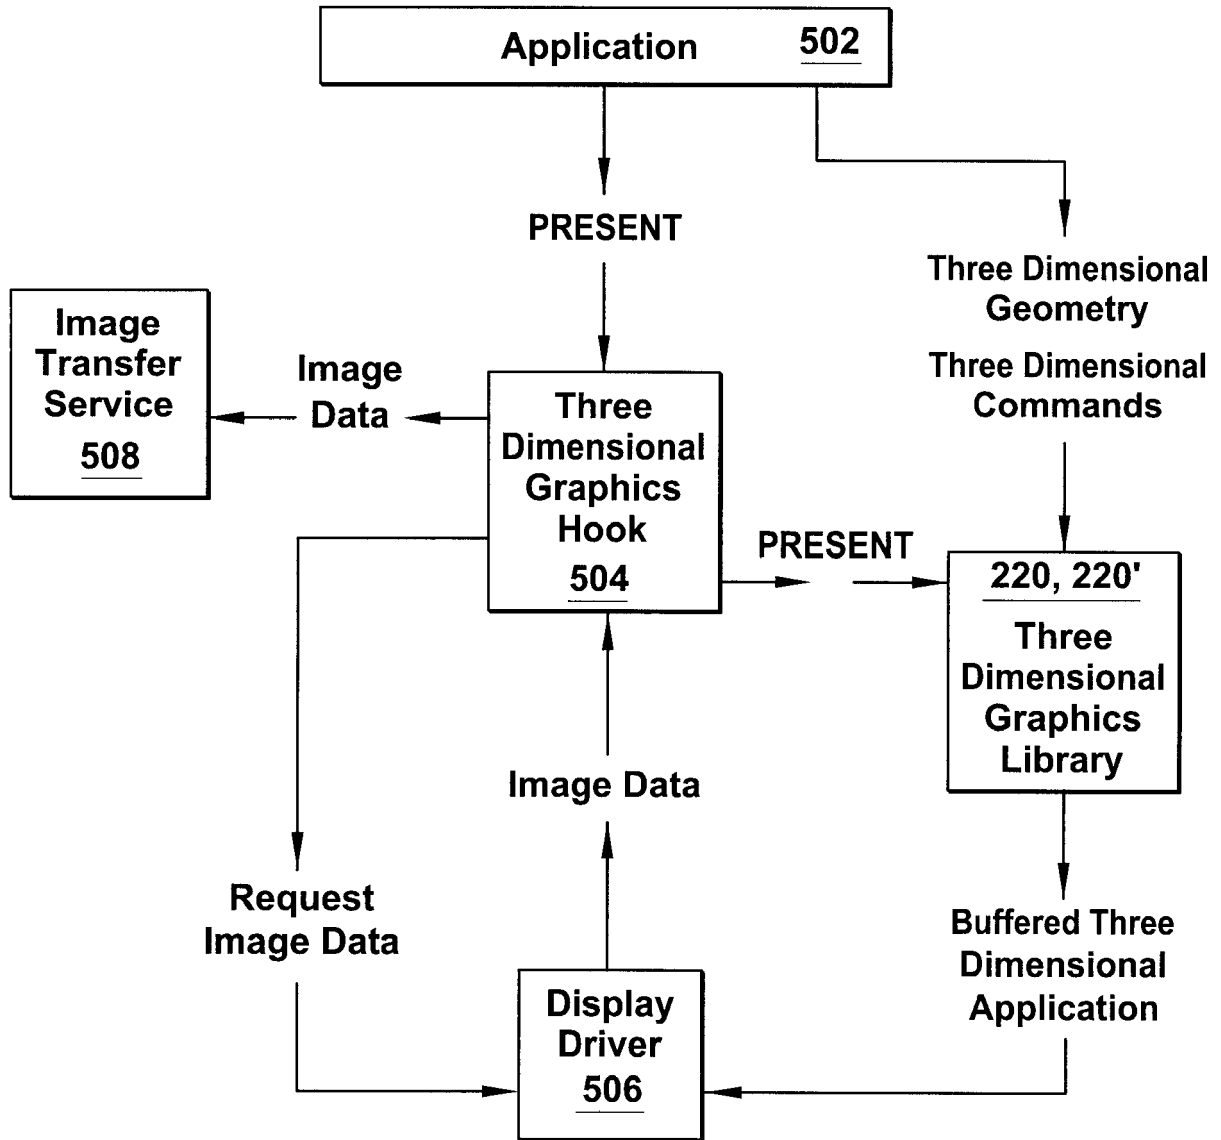 Application 502
PRESENT
Three Dimensional
Geometry
Three Dimensional
Commands
Image
Transfer
Service
508
Image
Data
Three
Dimensional
Graphics
Hook
504
PRESENT
220, 220'
Three
Dimensional
Graphics
Library
Image Data
Request
Image Data
Buffered Three
Dimensional
Application
Display
Driver
506